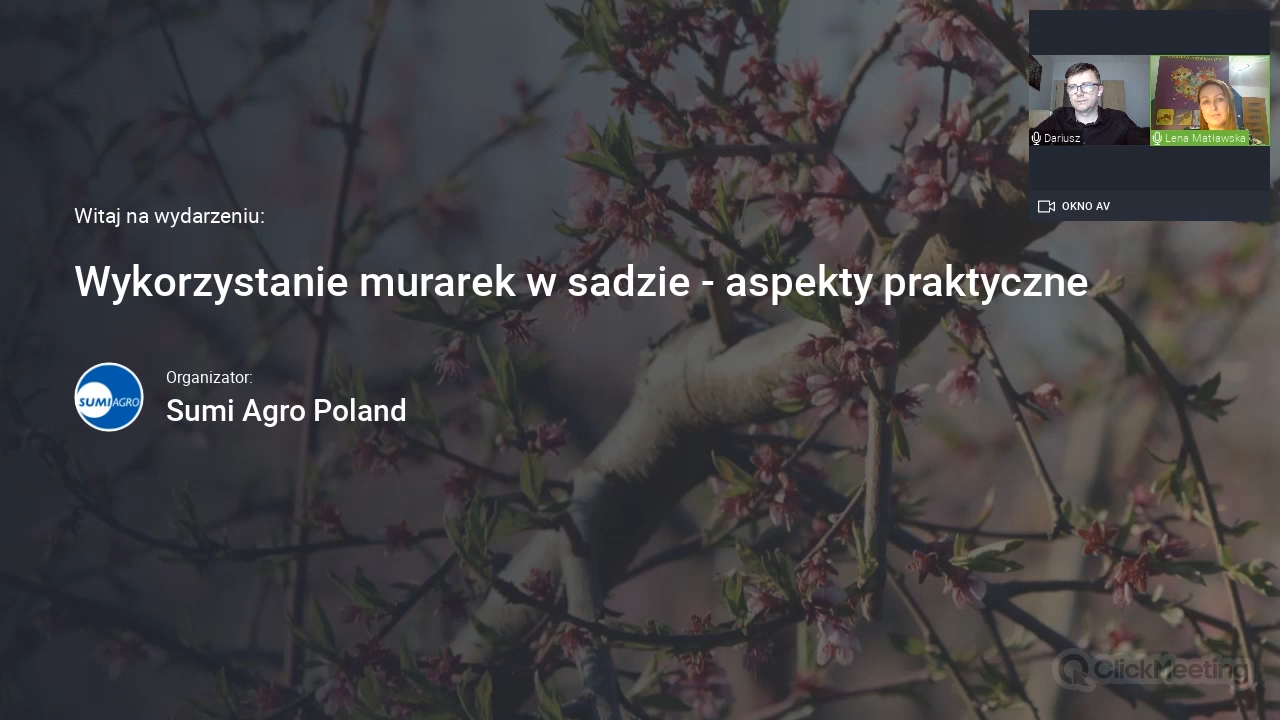 Witaj na wydarzeniu:
Wykorzystanie murarek w sadzie - aspekty praktyczne
SUMI AGRO
Organizator:
Sumi Agro Poland
Dariusz
Lena Matławska
OKNO AV
ClickMeeting